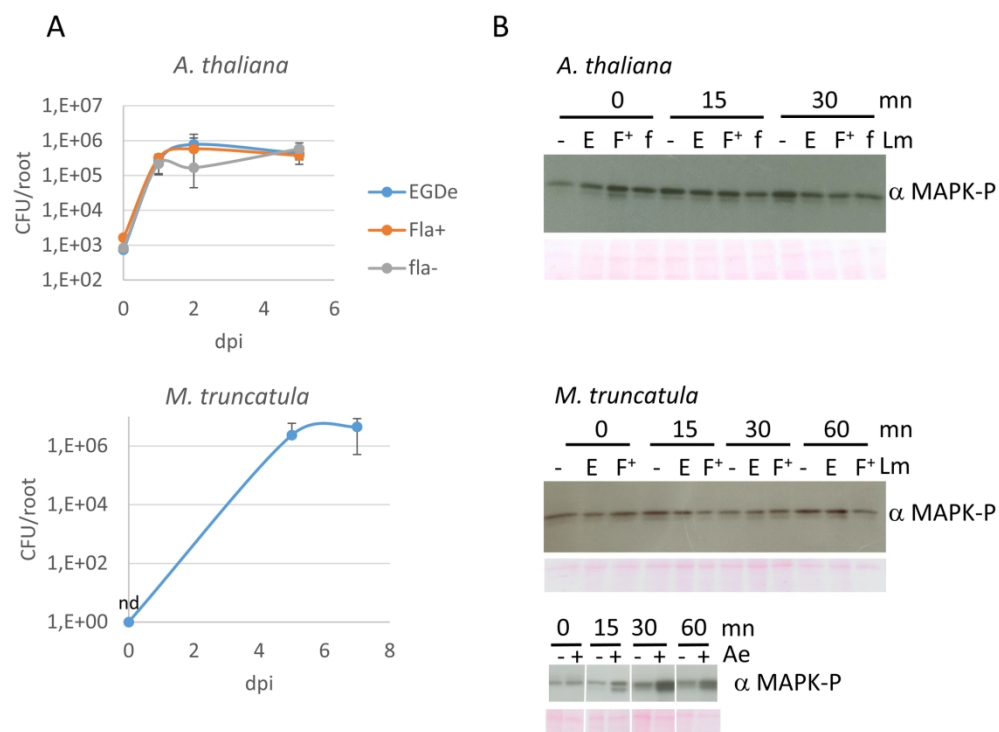 A
A. thaliana
1,E+07
1,E+06
1,E+05
1,E+04
1,E+03
1,E+02
CFU/root
0 2 4 6
dpi
EGDe
Fla+
fla-
M. truncatula
1,E+06
1,E+04
1,E+02
1,E+00
CFU/root
nd
0 2 4 6 8
dpi
B
A. thaliana
0 15 30 mn
- E F+ f - E F+ f - E F+ f Lm
α MAPK-P
M. truncatula
0 15 30 60 mn
- E F+ - E F+ - E F+ - E F+ Lm
α MAPK-P
0 15 30 60 mn
- + - + - + - + Ae
α MAPK-P